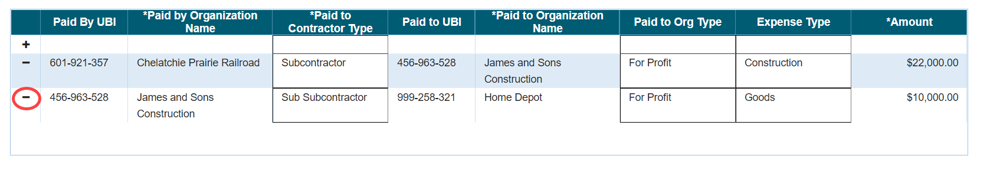 Paid By UBI *Paid by Organization Name *Paid to Contractor Type Paid to UBI *Paid to Organization Name Paid to Org Type Expense Type *Amount
+
− 601-921-357 Chelatchie Prairie Railroad Subcontractor 456-963-528 James and Sons Construction For Profit Construction $22,000.00
− 456-963-528 James and Sons Construction Sub Subcontractor 999-258-321 Home Depot For Profit Goods $10,000.00